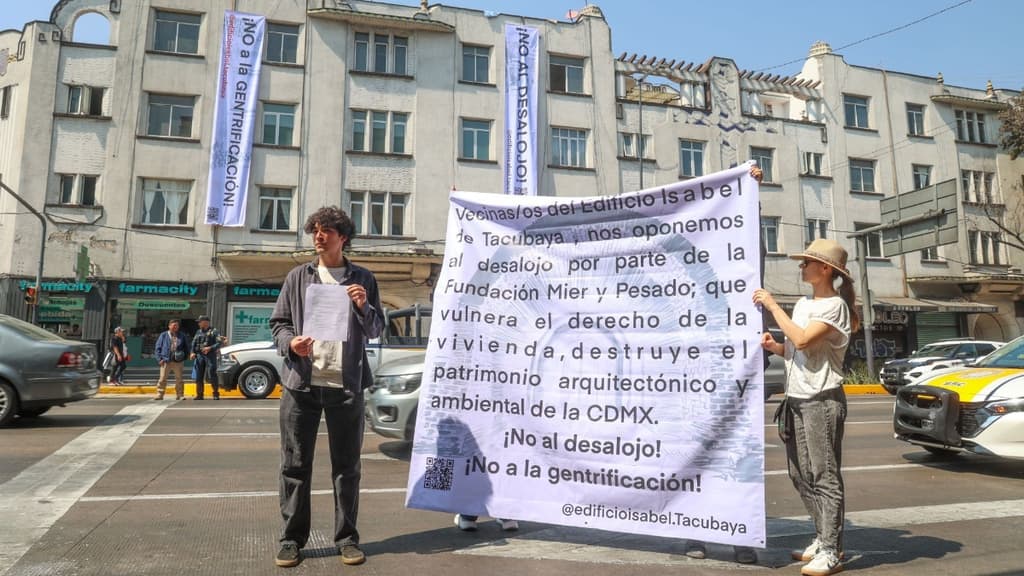 ¡NO a la GENTRIFICACIÓN!
¡NO AL DESALOJO!
farmacity
farmacity
farma
Descuentos
Vecinas/os del Edificio Isabel
de Tacubaya , nos oponemos
al desalojo por parte de la
Fundación Mier y Pesado; que
vulnera el derecho de la
vivienda, destruye el
patrimonio arquitectónico y
ambiental de la CDMX.
¡No al desalojo!
¡No a la gentrificación!
@edificioIsabel.Tacubaya